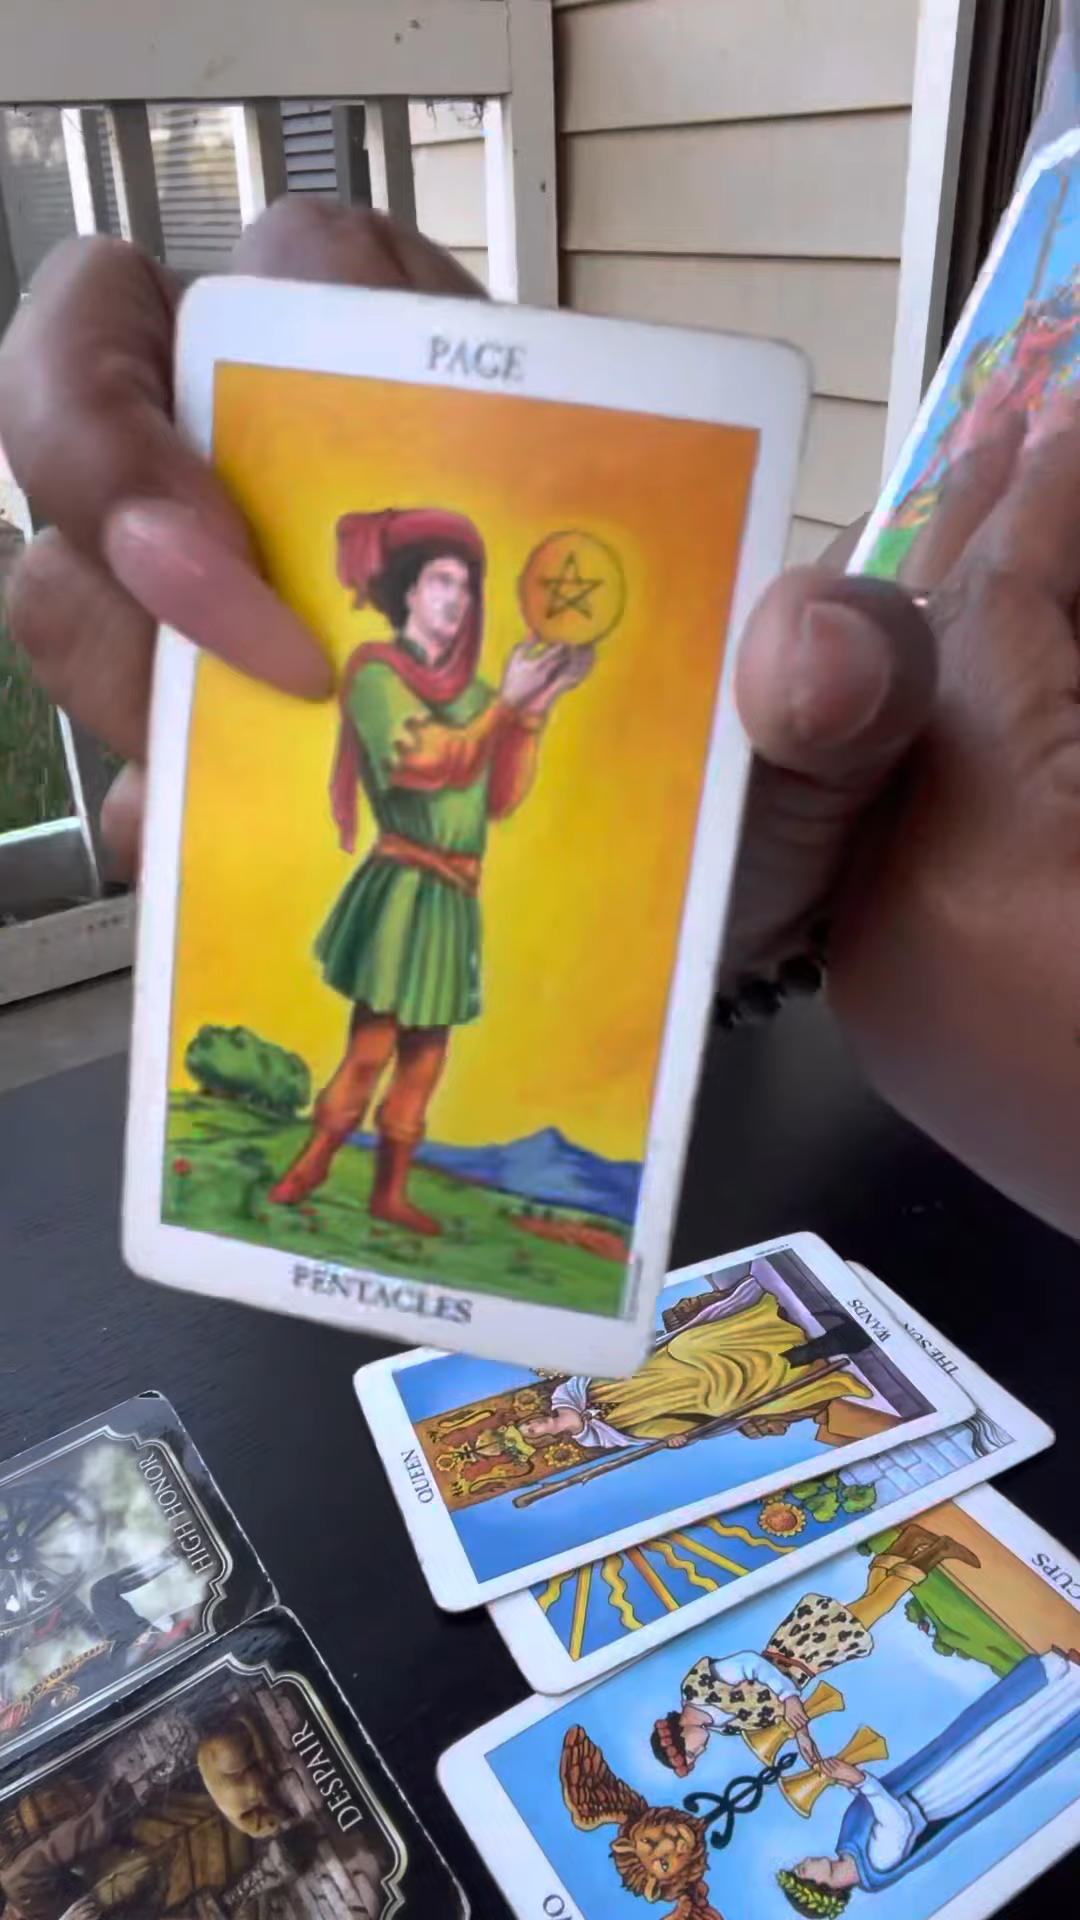 PAGE
PENTACLES
QUEEN
WANDS
THE SUN
CUPS
HIGH HONOR
DESPAIR